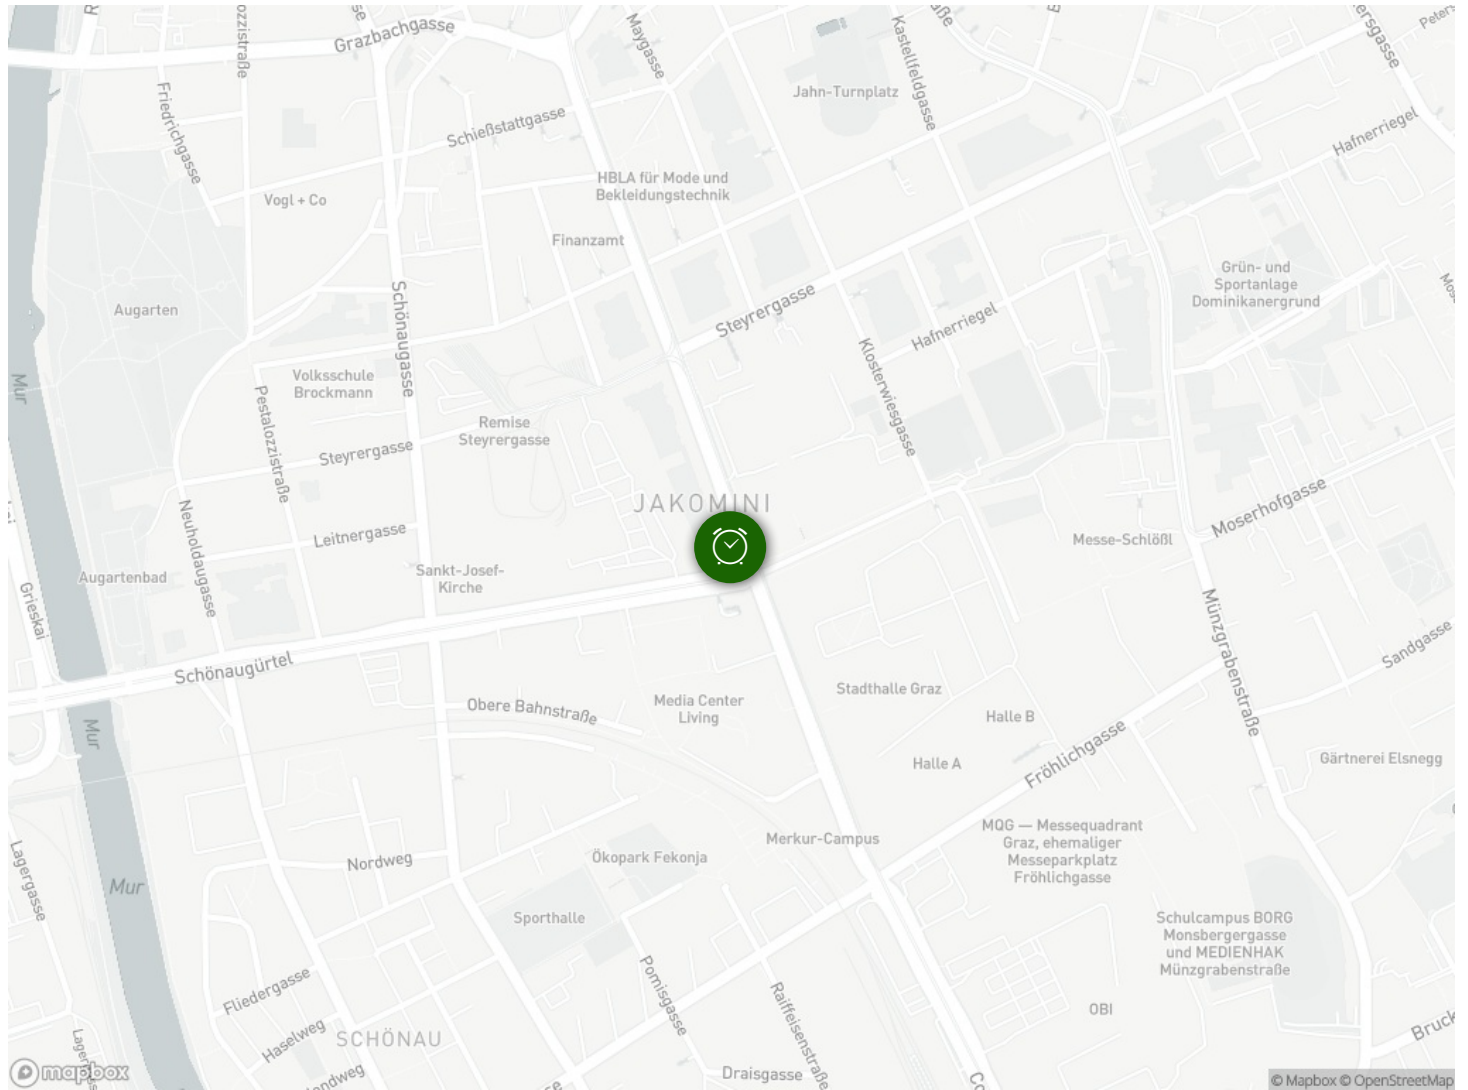 Grazbachgasse
Maygasse
Kastellfeldgasse
Friedrichgasse
Jahn-Turnplatz
Schießstattgasse
Hafnerriegel
HBLA für Mode und
Bekleidungstechnik
Vogl + Co
Finanzamt
Grün- und
Sportanlage
Dominikanergrund
Augarten
Schönaugasse
Steyrergasse
Hafnerriegel
Klosterwiesgasse
Mur
Volksschule
Brockmann
Pestalozzistraße
Remise
Steyrergasse
Steyrergasse
JAKOMINI
Moserhofgasse
Neuholdaugasse
Leitnergasse
Messe-Schlößl
Augartenbad
Sankt-Josef-
Kirche
Grieskai
Münzgrabenstraße
Sandgasse
Schönaugürtel
Stadthalle Graz
Media Center
Living
Obere Bahnstraße
Halle B
Mur
Halle A
Fröhlichgasse
Gärtnerei Elsnegg
Merkur-Campus
MQG — Messequadrant
Graz, ehemaliger
Messeparkplatz
Fröhlichgasse
Ökopark Fekonja
Nordweg
Lagergasse
Mur
Sporthalle
Schulcampus BORG
Monsbergergasse
und MEDIENHAK
Münzgrabenstraße
Fliedergasse
Pomisgasse
Raiffeisenstraße
OBI
Haselweg
SCHÖNAU
Draisgasse
mapbox
© Mapbox © OpenStreetMap